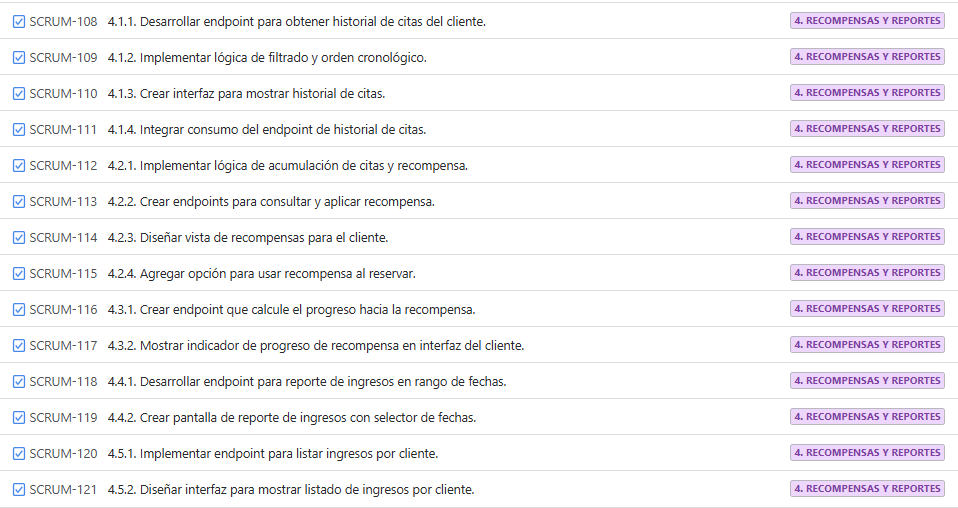 SCRUM-108 4.1.1. Desarrollar endpoint para obtener historial de citas del cliente. 4. RECOMPENSAS Y REPORTES
SCRUM-109 4.1.2. Implementar lógica de filtrado y orden cronológico. 4. RECOMPENSAS Y REPORTES
SCRUM-110 4.1.3. Crear interfaz para mostrar historial de citas. 4. RECOMPENSAS Y REPORTES
SCRUM-111 4.1.4. Integrar consumo del endpoint de historial de citas. 4. RECOMPENSAS Y REPORTES
SCRUM-112 4.2.1. Implementar lógica de acumulación de citas y recompensa. 4. RECOMPENSAS Y REPORTES
SCRUM-113 4.2.2. Crear endpoints para consultar y aplicar recompensa. 4. RECOMPENSAS Y REPORTES
SCRUM-114 4.2.3. Diseñar vista de recompensas para el cliente. 4. RECOMPENSAS Y REPORTES
SCRUM-115 4.2.4. Agregar opción para usar recompensa al reservar. 4. RECOMPENSAS Y REPORTES
SCRUM-116 4.3.1. Crear endpoint que calcule el progreso hacia la recompensa. 4. RECOMPENSAS Y REPORTES
SCRUM-117 4.3.2. Mostrar indicador de progreso de recompensa en interfaz del cliente. 4. RECOMPENSAS Y REPORTES
SCRUM-118 4.4.1. Desarrollar endpoint para reporte de ingresos en rango de fechas. 4. RECOMPENSAS Y REPORTES
SCRUM-119 4.4.2. Crear pantalla de reporte de ingresos con selector de fechas. 4. RECOMPENSAS Y REPORTES
SCRUM-120 4.5.1. Implementar endpoint para listar ingresos por cliente. 4. RECOMPENSAS Y REPORTES
SCRUM-121 4.5.2. Diseñar interfaz para mostrar listado de ingresos por cliente. 4. RECOMPENSAS Y REPORTES